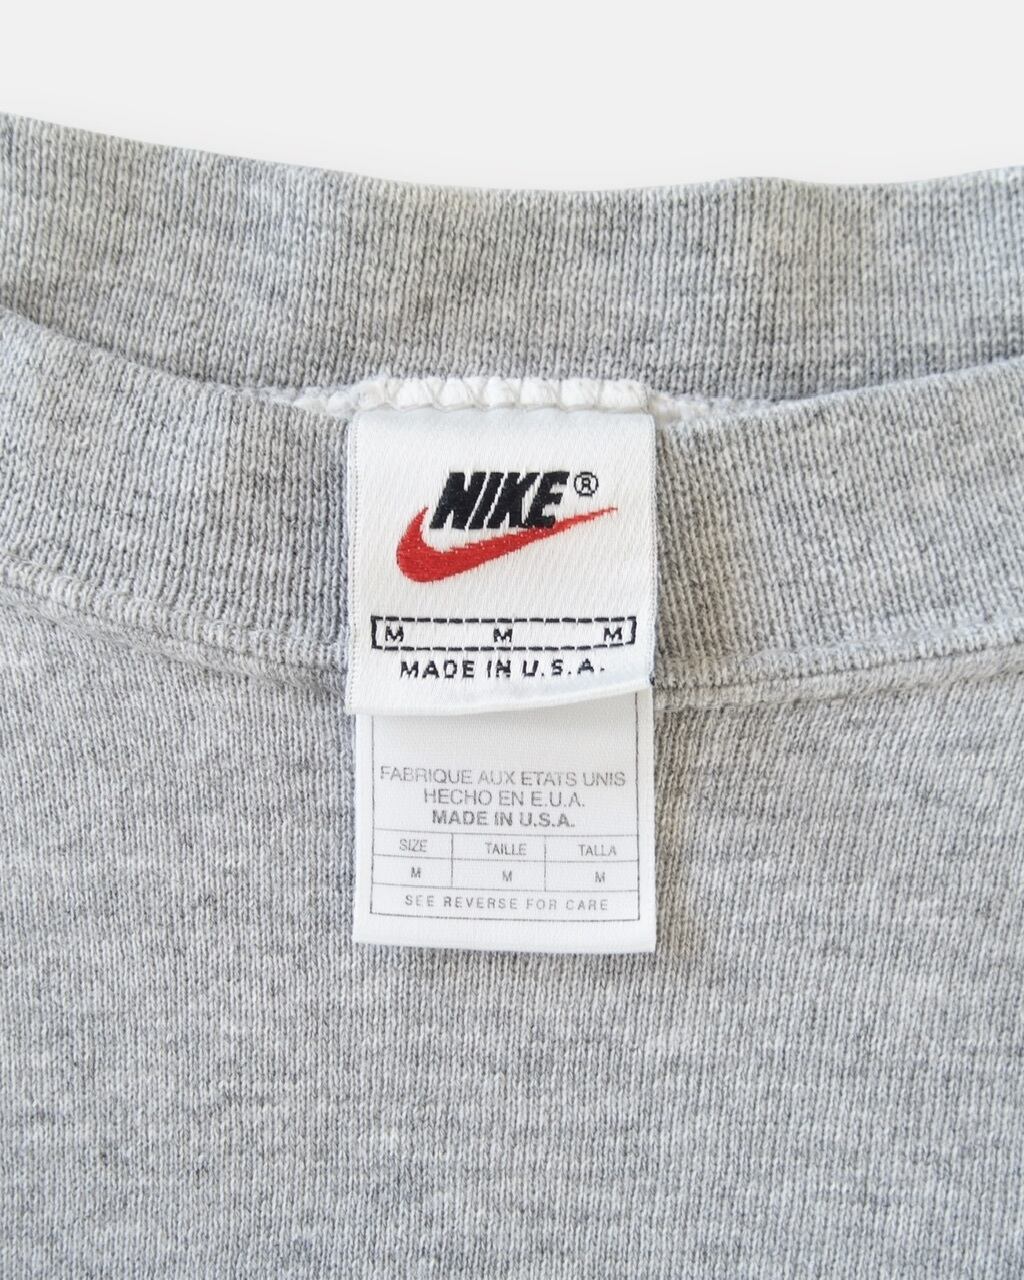 NIKE®
M M M
MADE IN U.S.A.
FABRIQUE AUX ETATS UNIS
HECHO EN E.U.A.
MADE IN U.S.A.
SIZE TAILLE TALLA
M M M
SEE REVERSE FOR CARE